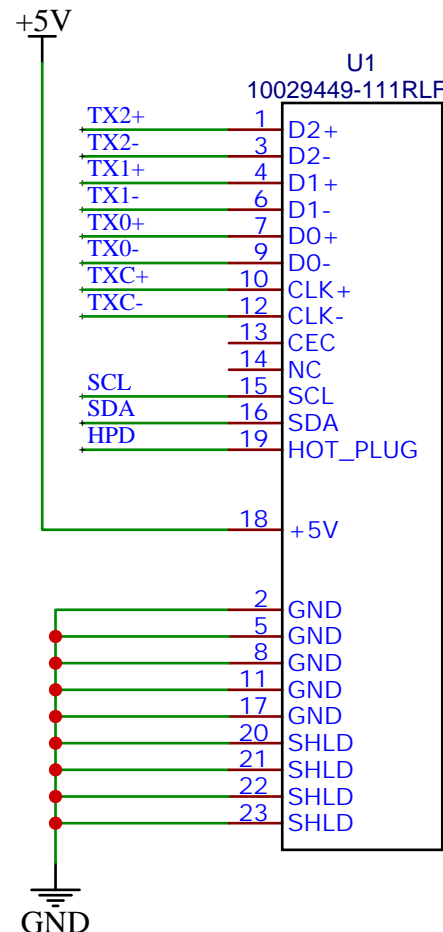 +5V
U1
10029449-111RLF
TX2+ 1 D2+
TX2- 3 D2-
TX1+ 4 D1+
TX1- 6 D1-
TX0+ 7 D0+
TX0- 9 D0-
TXC+ 10 CLK+
TXC- 12 CLK-
13 CEC
14 NC
SCL 15 SCL
SDA 16 SDA
HPD 19 HOT_PLUG
18 +5V
2 GND
5 GND
8 GND
11 GND
17 GND
20 SHLD
21 SHLD
22 SHLD
23 SHLD
GND